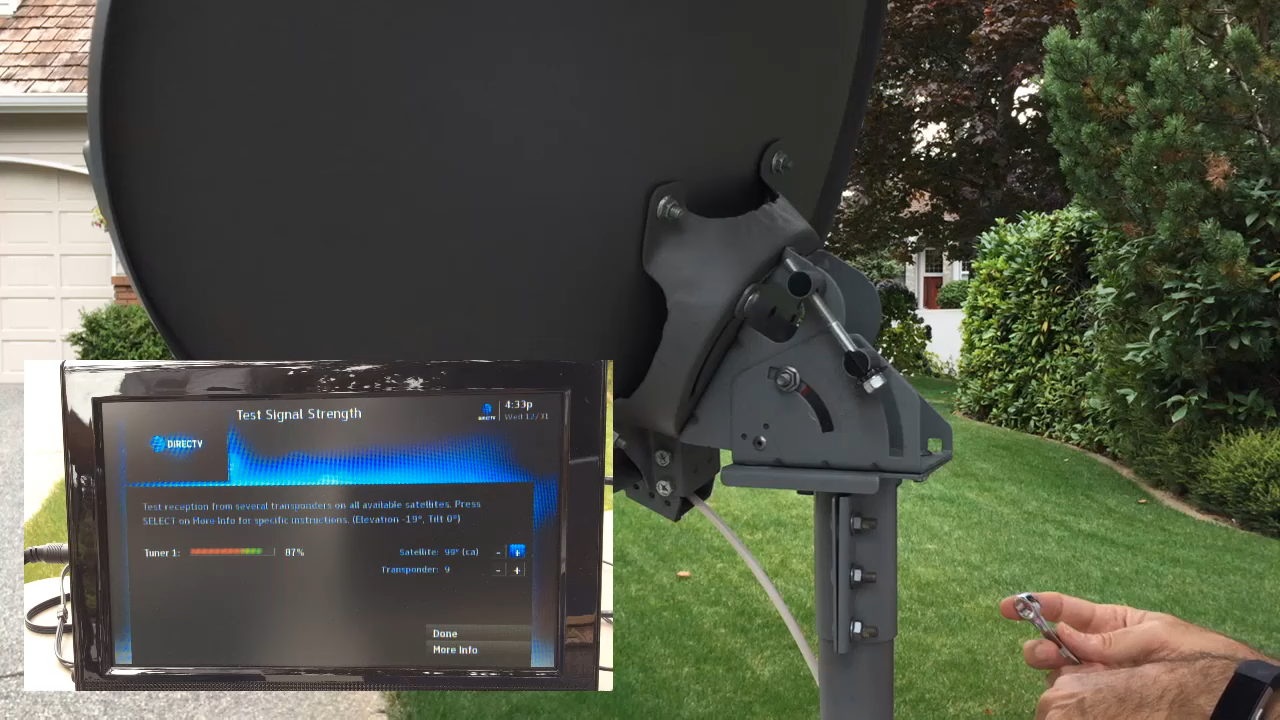 Test Signal Strength
4:33p
DIRECTV
Wed 12/31
DIRECTV
Test reception from several transponders on all available satellites. Press
SELECT on More Info for specific instructions. (Elevation -19°, Tilt 0°)
Tuner 1: 87% Satellite: 99° (ca) - +
Transponder: 9 - +
Done
More Info